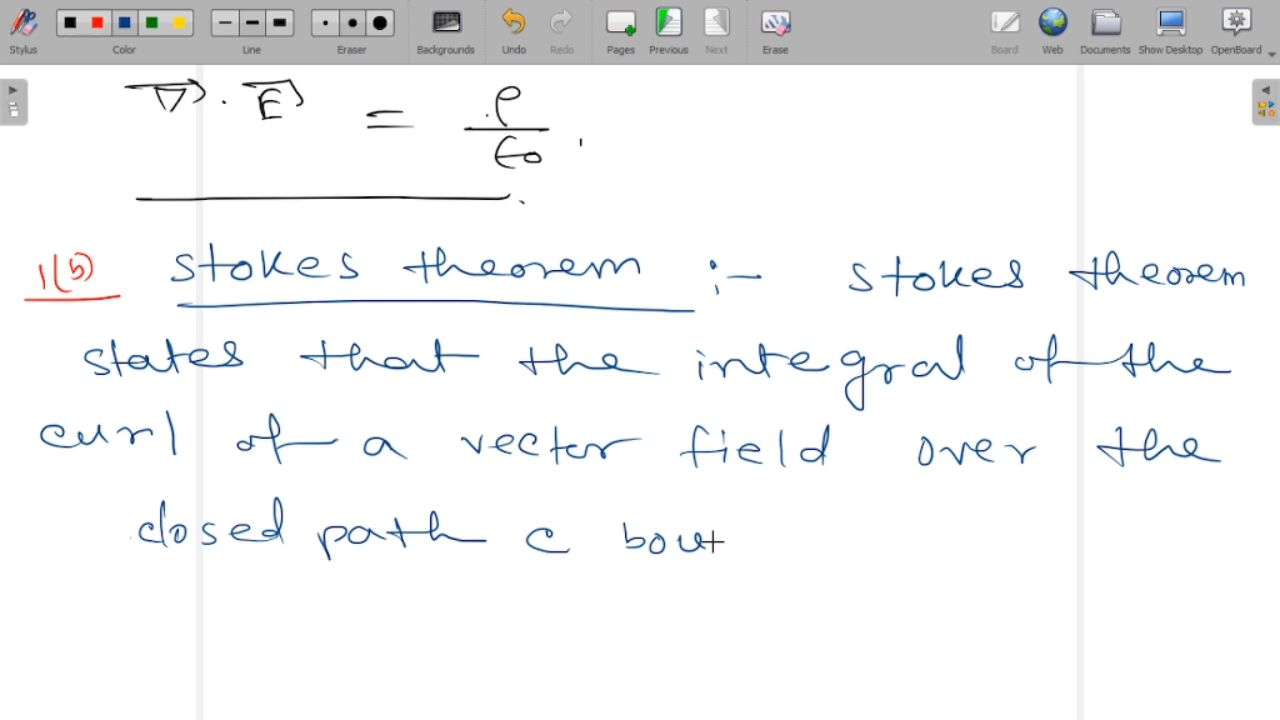 Stylus Color Line Eraser Backgrounds Undo Redo Pages Previous Next Erase Board Web Documents Show Desktop OpenBoard
∇⃗ . E⃗ = ρ/ϵ0 .
1(b) Stokes theorem :- Stokes theorem
states that the integral of the
curl of a vector field over the
closed path c bou